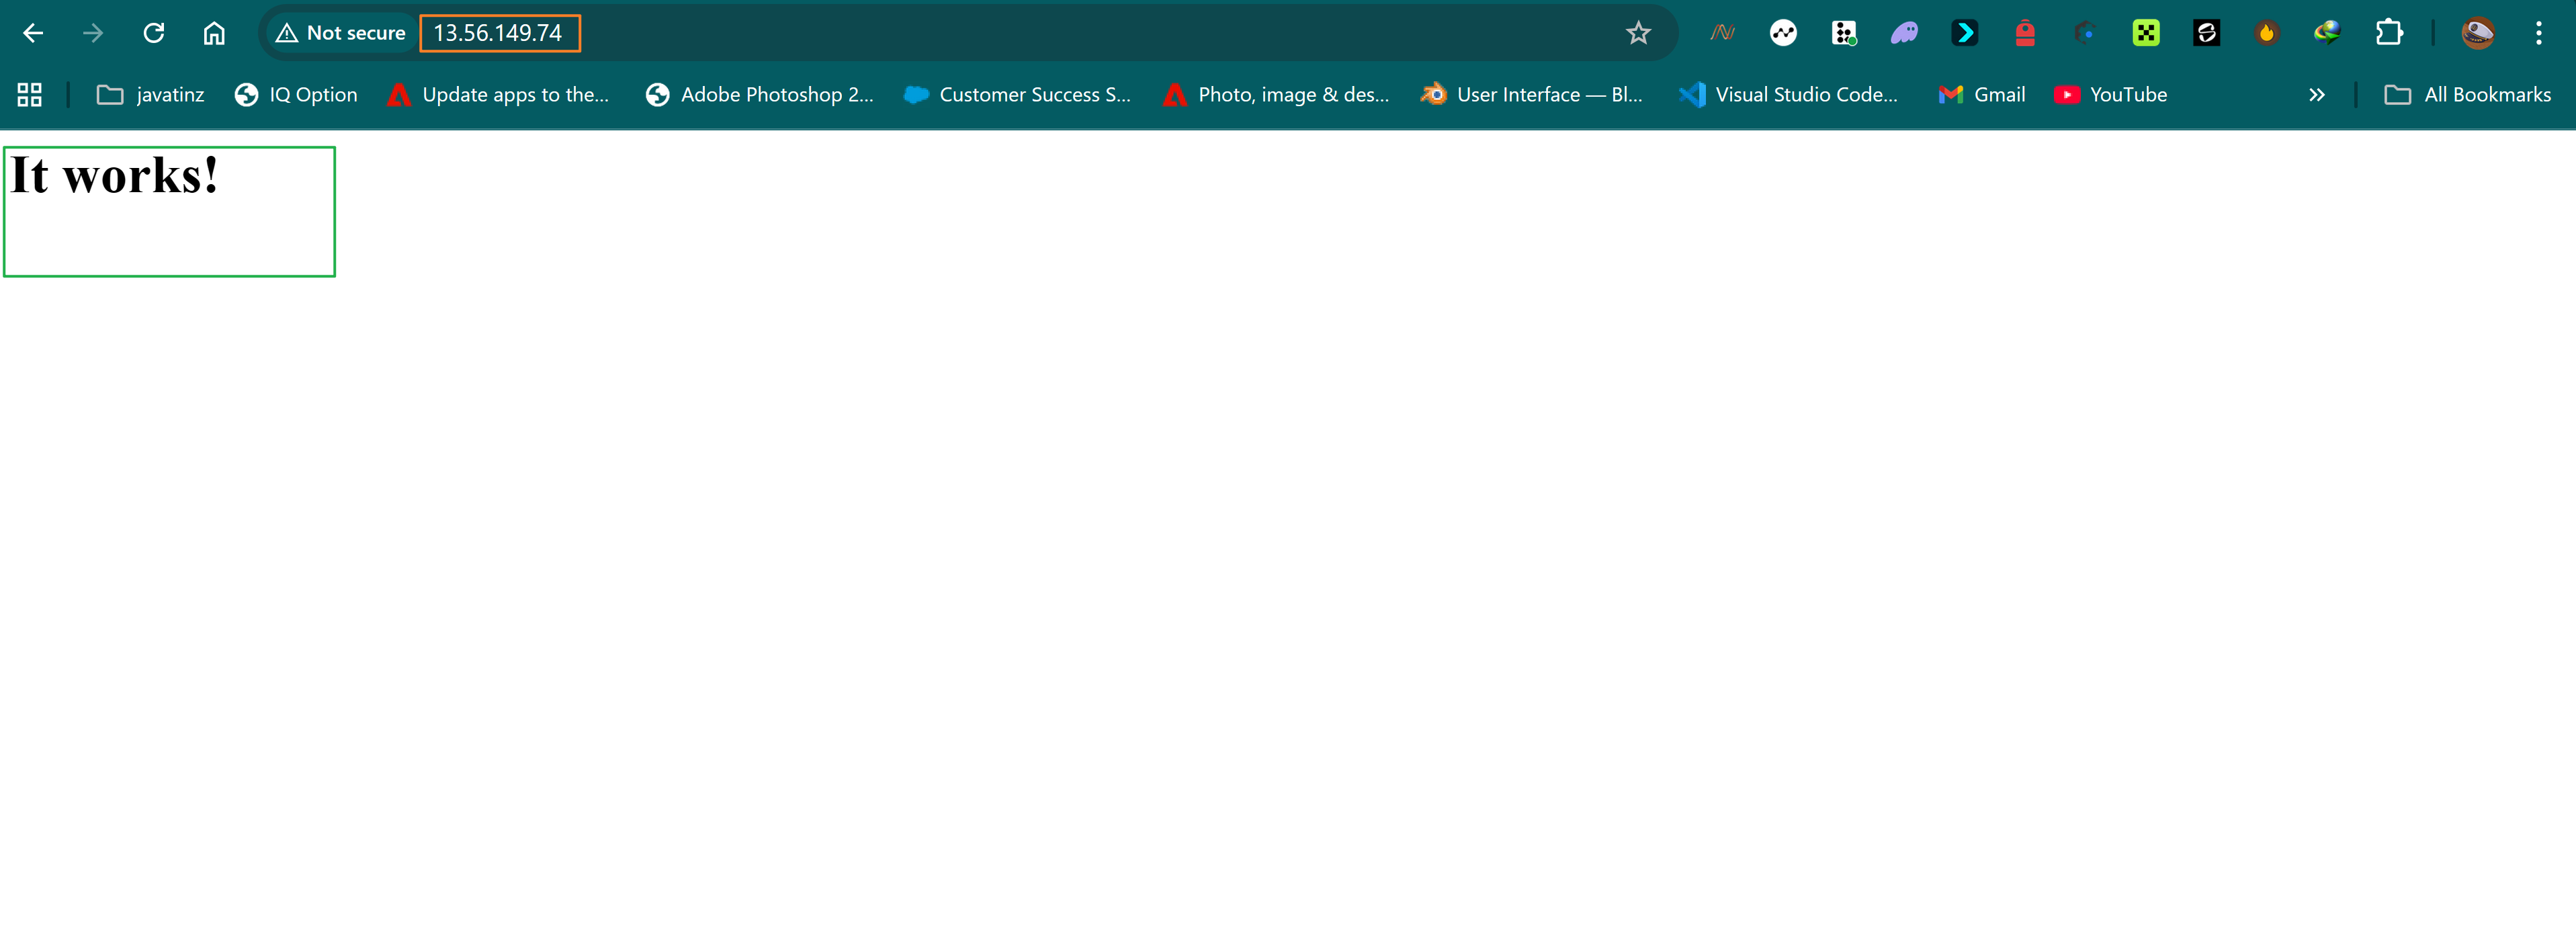 Not secure 13.56.149.74
javatinz IQ Option Update apps to the... Adobe Photoshop 2... Customer Success S... Photo, image & des... User Interface — Bl... Visual Studio Code... Gmail YouTube All Bookmarks
It works!